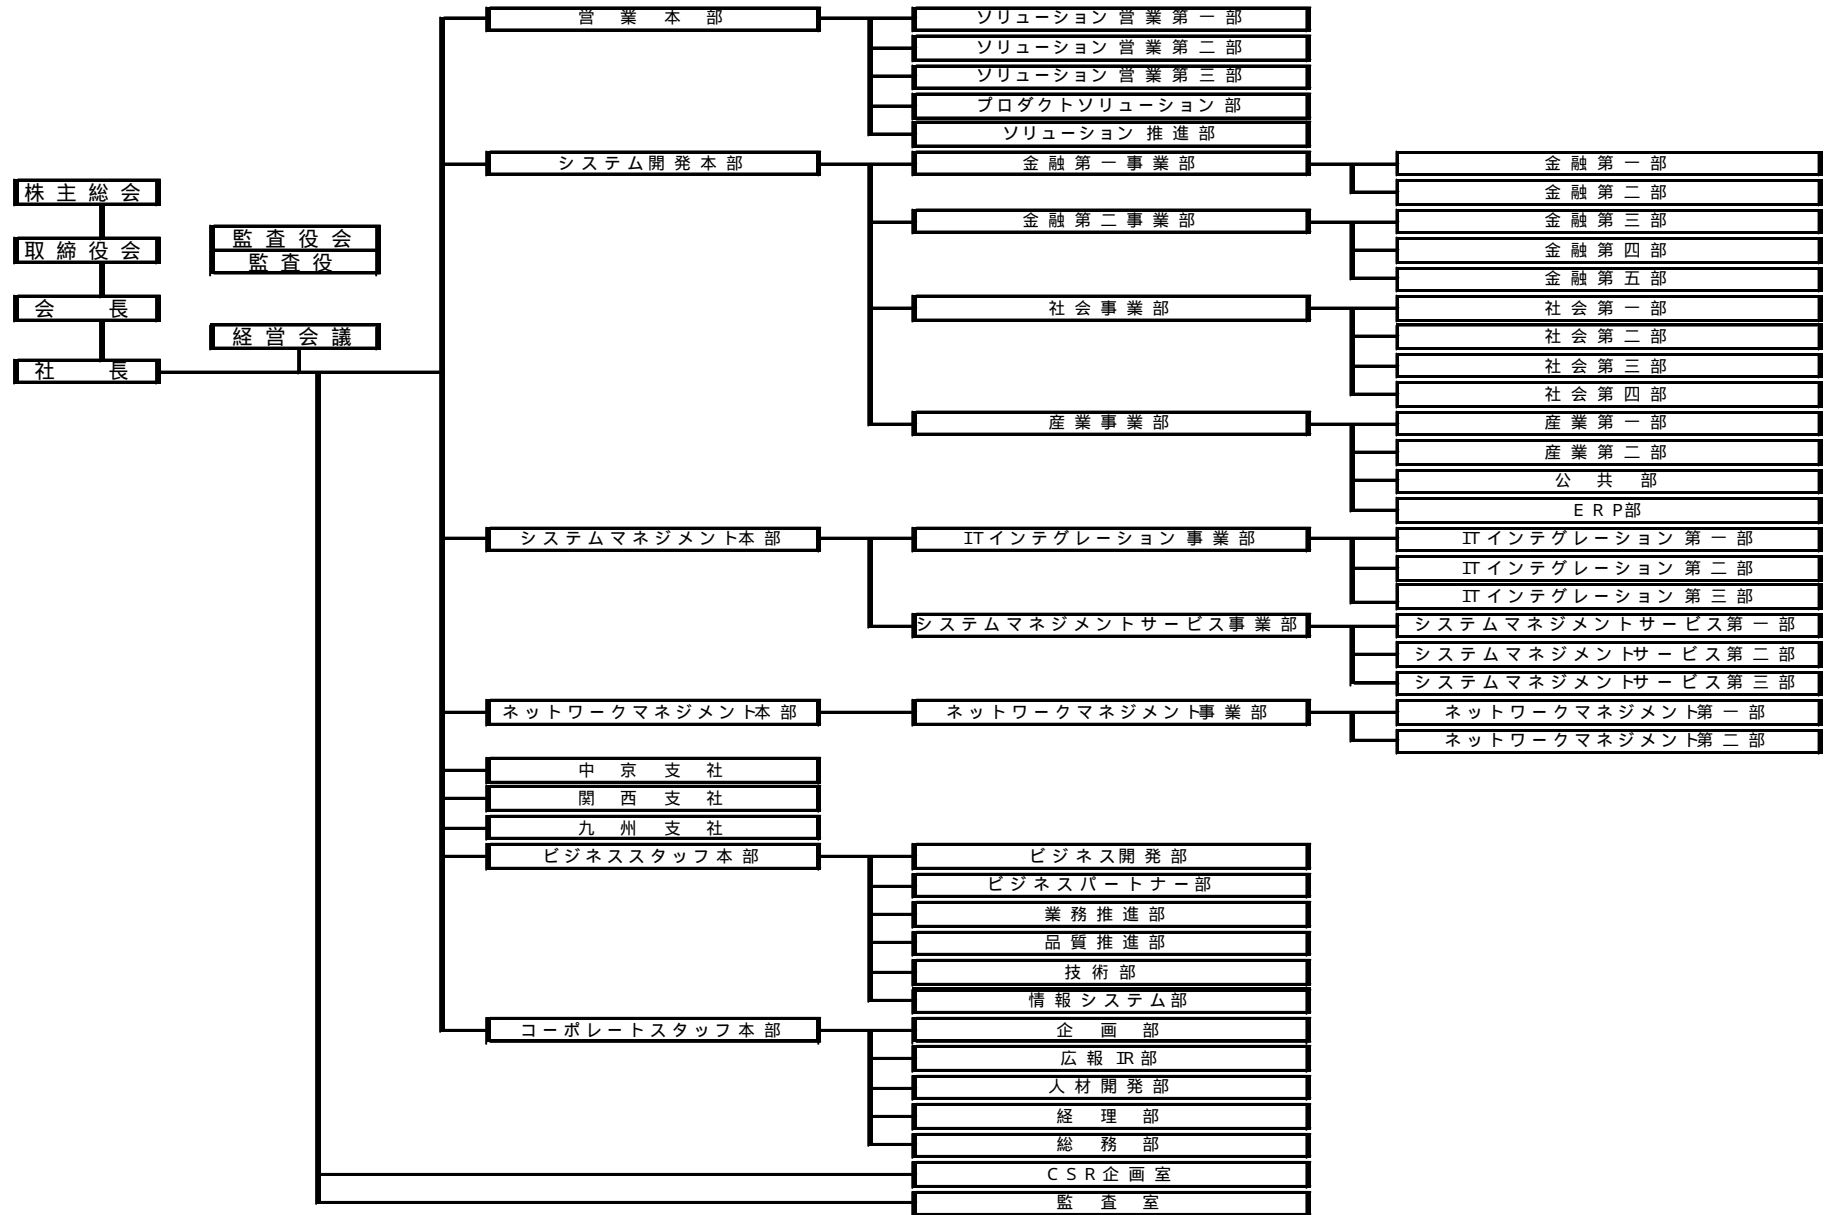 株主総会
取締役会
会長
社長
監査役会
監査役
経営会議
営業本部
ソリューション営業第一部
ソリューション営業第二部
ソリューション営業第三部
プロダクトソリューション部
ソリューション推進部
システム開発本部
金融第一事業部
金融第一部
金融第二部
金融第二事業部
金融第三部
金融第四部
金融第五部
社会事業部
社会第一部
社会第二部
社会第三部
社会第四部
産業事業部
産業第一部
産業第二部
公共部
ERP部
システムマネジメント本部
ITインテグレーション事業部
ITインテグレーション第一部
ITインテグレーション第二部
ITインテグレーション第三部
システムマネジメントサービス事業部
システムマネジメントサービス第一部
システムマネジメントサービス第二部
システムマネジメントサービス第三部
ネットワークマネジメント本部
ネットワークマネジメント事業部
ネットワークマネジメント第一部
ネットワークマネジメント第二部
中京支社
関西支社
九州支社
ビジネススタッフ本部
ビジネス開発部
ビジネスパートナー部
業務推進部
品質推進部
技術部
情報システム部
コーポレートスタッフ本部
企画部
広報IR部
人材開発部
経理部
総務部
CSR企画室
監査室